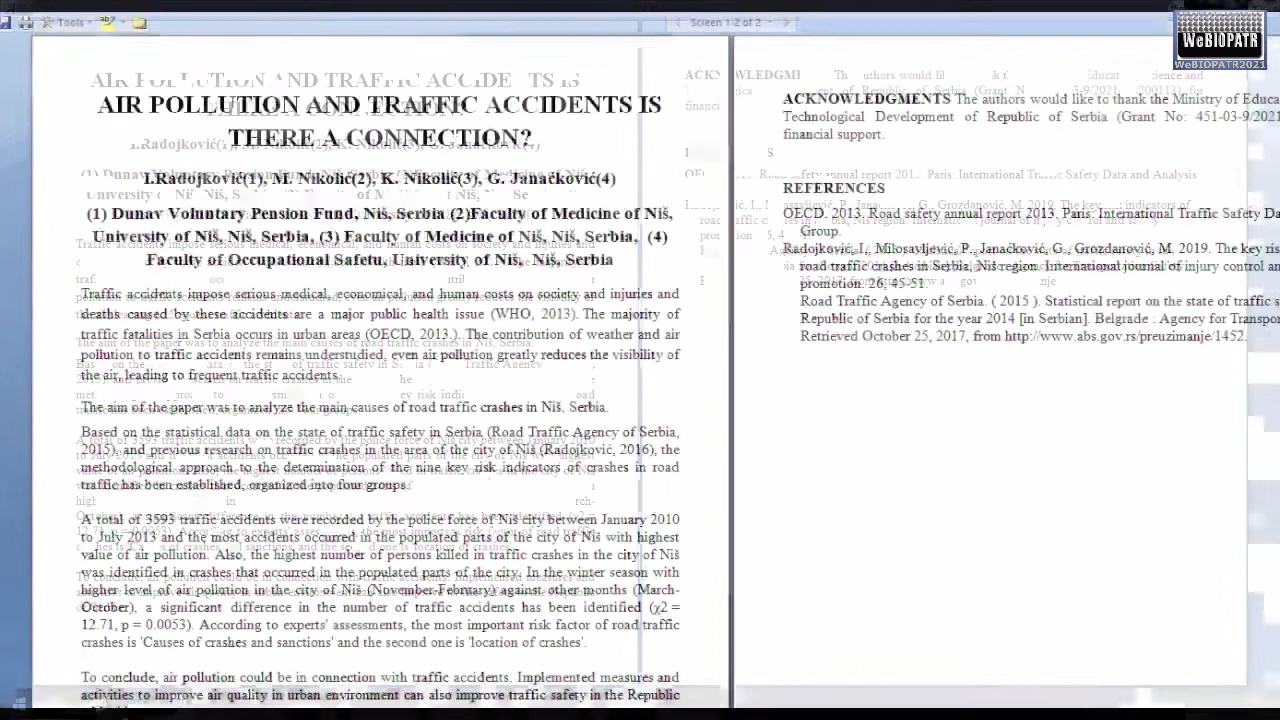 Tools
Screen 1-2 of 2
WeBIOPATR
WeBIOPATR2021
AIR POLLUTION AND TRAFFIC ACCIDENTS IS
THERE A CONNECTION?
I.Radojković(1), M. Nikolić(2), K. Nikolić(3), G. Janačković(4)
(1) Dunav Voluntary Pension Fund, Niš, Serbia (2)Faculty of Medicine of Niš,
University of Niš, Niš, Serbia, (3) Faculty of Medicine of Niš, Niš, Serbia, (4)
Faculty of Occupational Safetu, University of Niš, Niš, Serbia
Traffic accidents impose serious medical, economical, and human costs on society and injuries and
deaths caused by these accidents are a major public health issue (WHO, 2013). The majority of
traffic fatalities in Serbia occurs in urban areas (OECD, 2013.). The contribution of weather and air
pollution to traffic accidents remains understudied, even air pollution greatly reduces the visibility of
the air, leading to frequent traffic accidents.
The aim of the paper was to analyze the main causes of road traffic crashes in Niš, Serbia.
Based on the statistical data on the state of traffic safety in Serbia (Road Traffic Agency of Serbia,
2015), and previous research on traffic crashes in the area of the city of Niš (Radojković, 2016), the
methodological approach to the determination of the nine key risk indicators of crashes in road
traffic has been established, organized into four groups.
A total of 3593 traffic accidents were recorded by the police force of Niš city between January 2010
to July 2013 and the most accidents occurred in the populated parts of the city of Niš with highest
value of air pollution. Also, the highest number of persons killed in traffic crashes in the city of Niš
was identified in crashes that occurred in the populated parts of the city. In the winter season with
higher level of air pollution in the city of Niš (November-February) against other months (March-
October), a significant difference in the number of traffic accidents has been identified (χ2 =
12.71, p = 0.0053). According to experts' assessments, the most important risk factor of road traffic
crashes is 'Causes of crashes and sanctions' and the second one is 'location of crashes'.
To conclude, air pollution could be in connection with traffic accidents. Implemented measures and
activities to improve air quality in urban environment can also improve traffic safety in the Republic
ACKNOWLEDGMENTS The authors would like to thank the Ministry of Educa
Technological Development of Republic of Serbia (Grant No: 451-03-9/2021
financial support.
REFERENCES
OECD. 2013. Road safety annual report 2013. Paris: International Traffic Safety Da
Group.
Radojković, I., Milosavljević, P., Janačković, G., Grozdanović, M. 2019. The key ris
road traffic crashes in Serbia, Niš region. International journal of injury control an
promotion. 26, 45-51.
Road Traffic Agency of Serbia. ( 2015 ). Statistical report on the state of traffic s
Republic of Serbia for the year 2014 [in Serbian]. Belgrade : Agency for Transpor
Retrieved October 25, 2017, from http://www.abs.gov.rs/preuzimanje/1452.